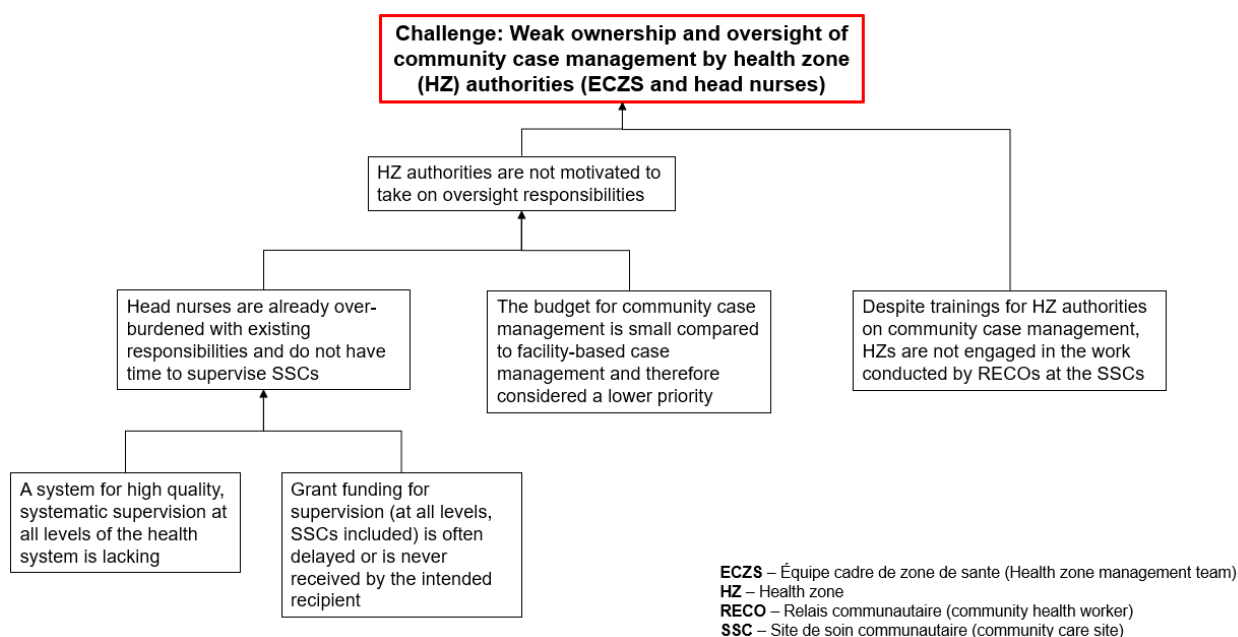 Challenge: Weak ownership and oversight of
community case management by health zone
(HZ) authorities (ECZS and head nurses)
HZ authorities are not motivated to
take on oversight responsibilities
Head nurses are already over-
burdened with existing
responsibilities and do not have
time to supervise SSCs
The budget for community case
management is small compared
to facility-based case
management and therefore
considered a lower priority
Despite trainings for HZ authorities
on community case management,
HZs are not engaged in the work
conducted by RECOs at the SSCs
A system for high quality,
systematic supervision at
all levels of the health
system is lacking
Grant funding for
supervision (at all levels,
SSCs included) is often
delayed or is never
received by the intended
recipient
ECZS – Équipe cadre de zone de sante (Health zone management team)
HZ – Health zone
RECO – Relais communautaire (community health worker)
SSC – Site de soin communautaire (community care site)